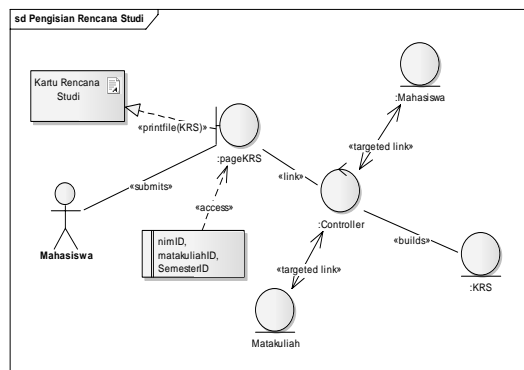 sd Pengisian Rencana Studi
Kartu Rencana
Studi
:Mahasiswa
«printfile(KRS)»
:pageKRS
«targeted link»
«link»
«submits»
«access»
:Controller
Mahasiswa
nimID,
matakuliahID,
SemesterID
«builds»
«targeted link»
:KRS
Matakuliah